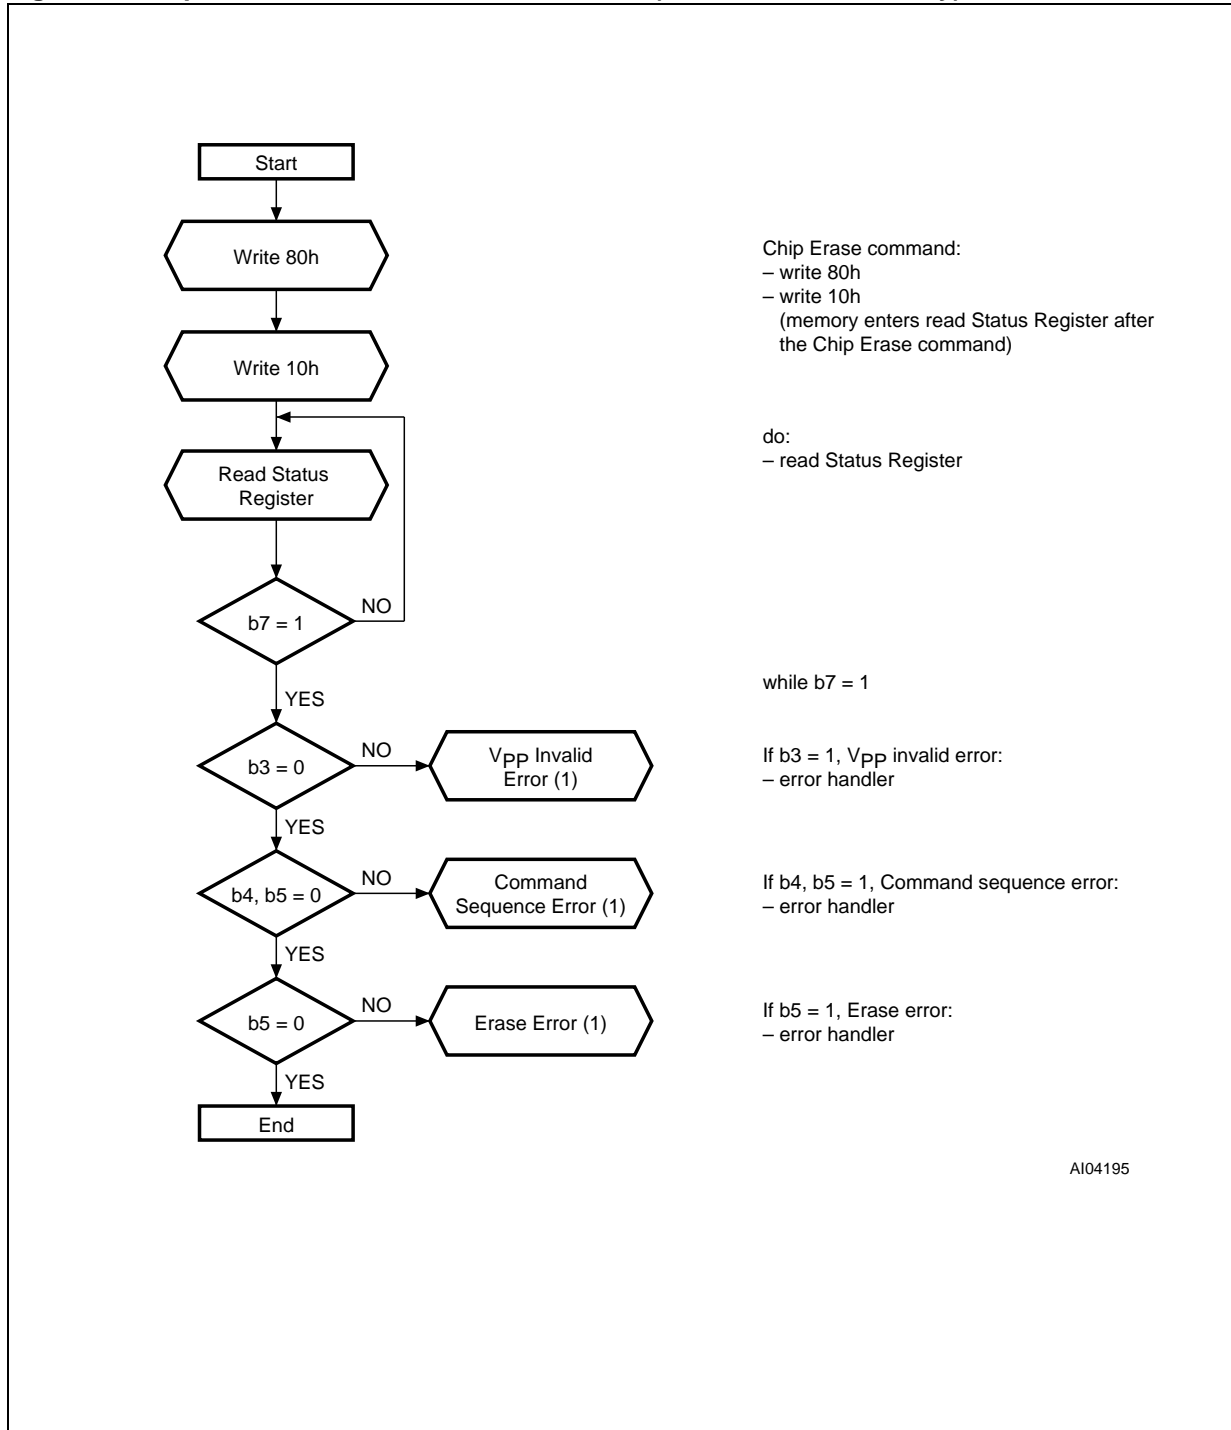 Start
Write 80h
Chip Erase command:
– write 80h
– write 10h
(memory enters read Status Register after
the Chip Erase command)
Write 10h
do:
– read Status Register
Read Status
Register
b7 = 1
NO
YES
while b7 = 1
b3 = 0
NO
VPP Invalid
Error (1)
If b3 = 1, VPP invalid error:
– error handler
YES
b4, b5 = 0
NO
Command
Sequence Error (1)
If b4, b5 = 1, Command sequence error:
– error handler
YES
b5 = 0
NO
Erase Error (1)
If b5 = 1, Erase error:
– error handler
YES
End
AI04195